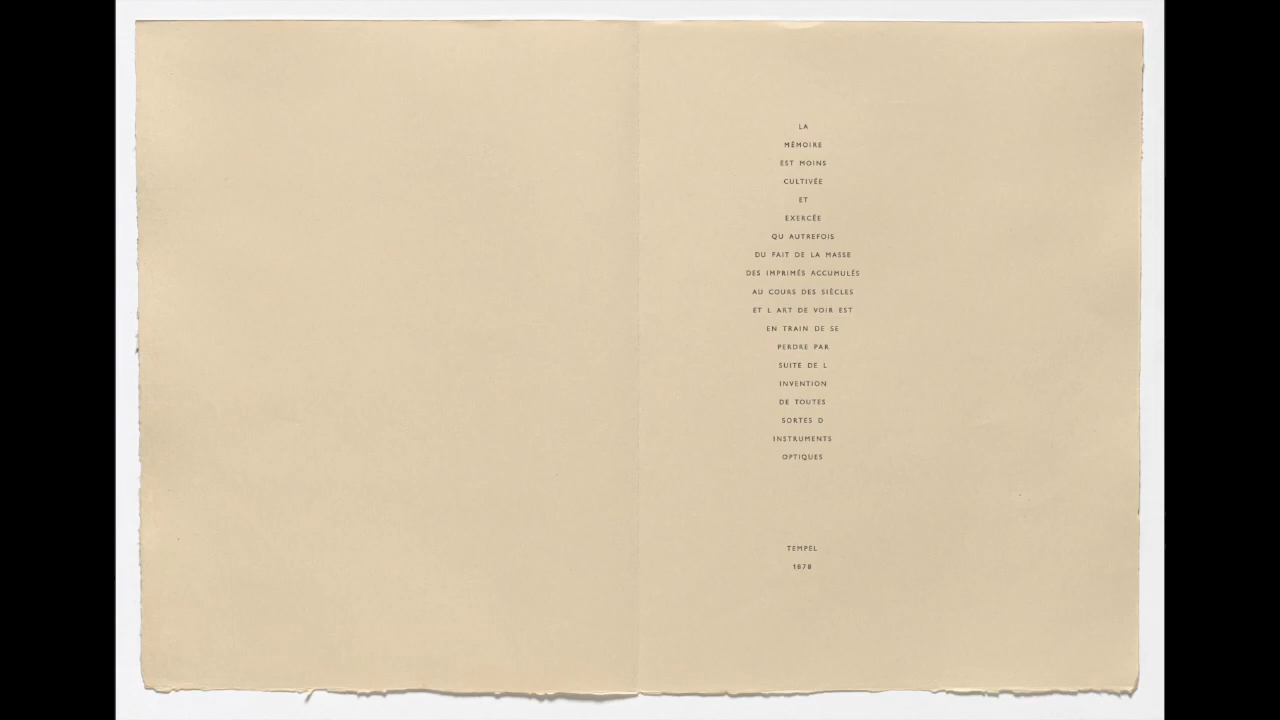 LA
MÉMOIRE
EST MOINS
CULTIVÉE
ET
EXERCÉE
QU AUTREFOIS
DU FAIT DE LA MASSE
DES IMPRIMÉS ACCUMULÉS
AU COURS DES SIÈCLES
ET L ART DE VOIR EST
EN TRAIN DE SE
PERDRE PAR
SUITE DE L
INVENTION
DE TOUTES
SORTES D
INSTRUMENTS
OPTIQUES
TEMPEL
1878